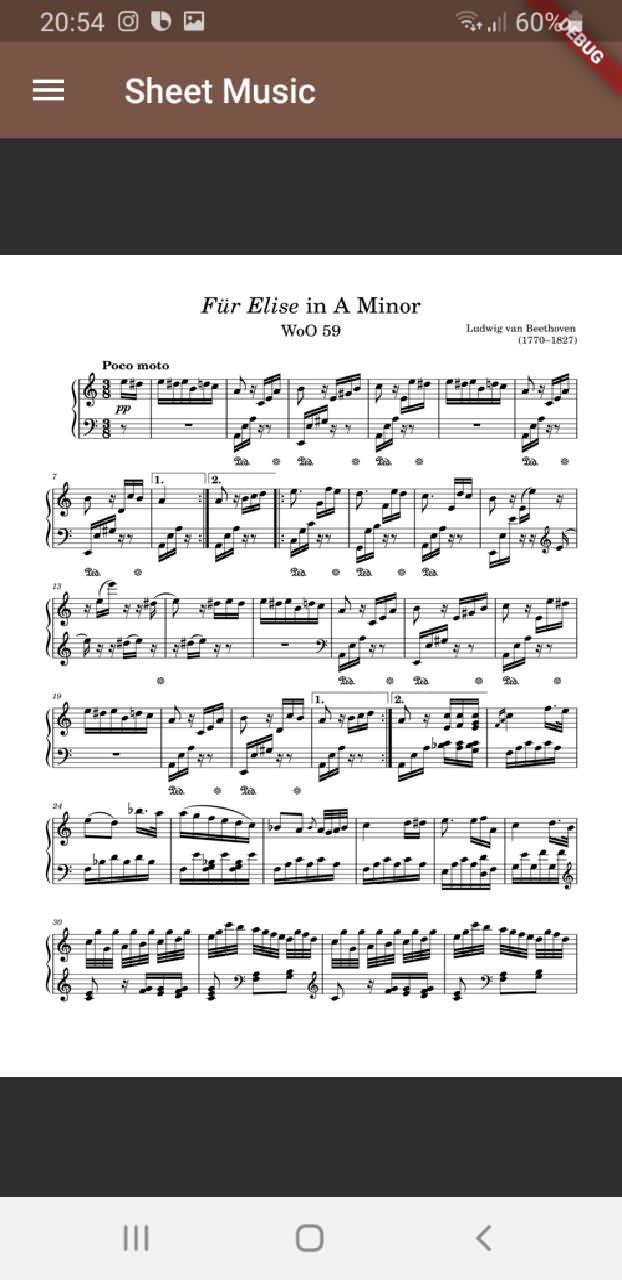 20:54
60%
DEBUG
Sheet Music
Für Elise in A Minor
WoO 59
Ludwig van Beethoven
(1770–1827)
Poco moto
pp
7
1.
2.
13
19
1.
2.
24
30